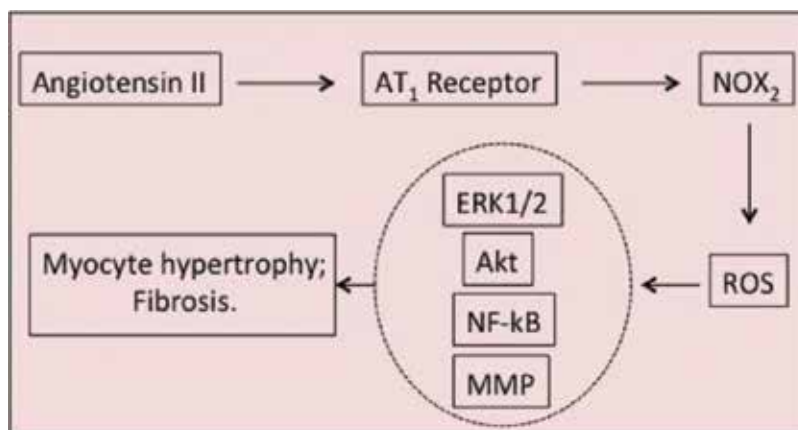 Angiotensin II
AT₁ Receptor
NOX₂
ROS
ERK1/2
Akt
NF-kB
MMP
Myocyte hypertrophy;
Fibrosis.